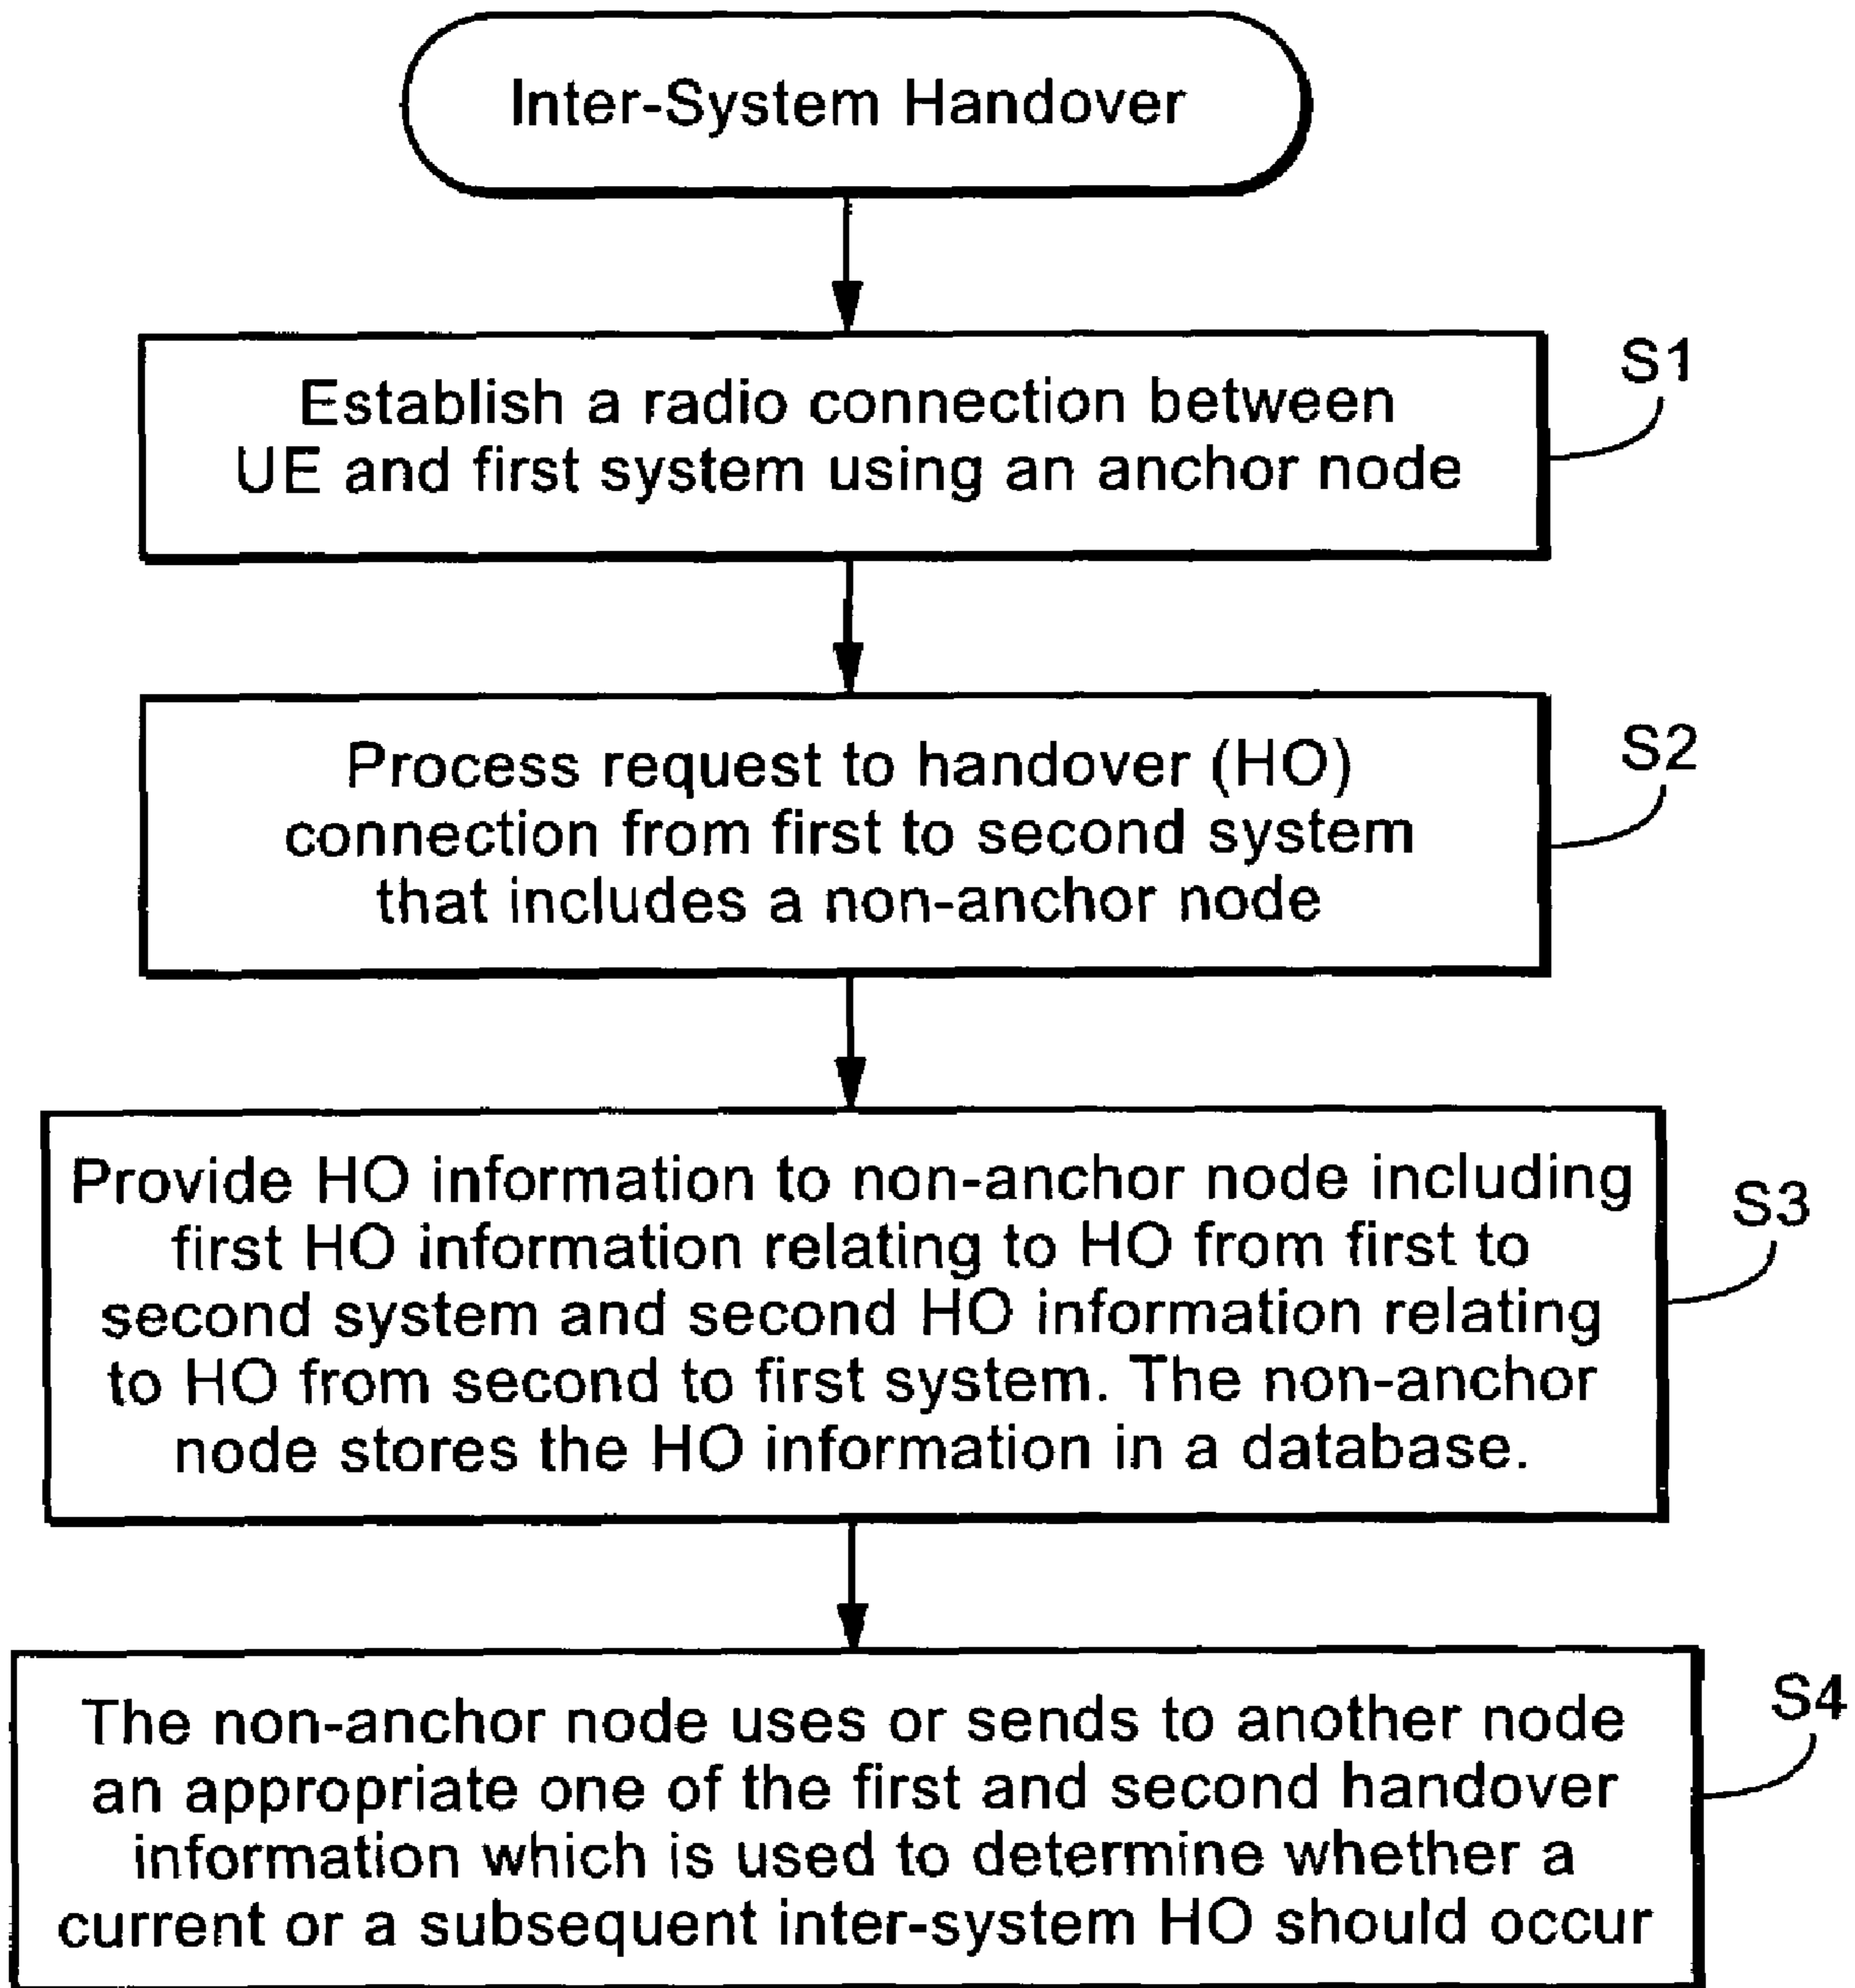 Inter-System Handover
Establish a radio connection between
UE and first system using an anchor node
S1
Process request to handover (HO)
connection from first to second system
that includes a non-anchor node
S2
Provide HO information to non-anchor node including
first HO information relating to HO from first to
second system and second HO information relating
to HO from second to first system. The non-anchor
node stores the HO information in a database.
S3
The non-anchor node uses or sends to another node
an appropriate one of the first and second handover
information which is used to determine whether a
current or a subsequent inter-system HO should occur
S4